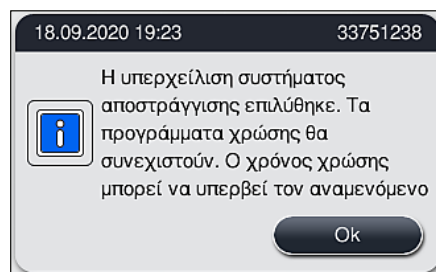 18.09.2020 19:23 33751238
Η υπερχείλιση συστήματος
αποστράγγισης επιλύθηκε. Τα
προγράμματα χρώσης θα
συνεχιστούν. Ο χρόνος χρώσης
μπορεί να υπερβεί τον αναμενόμενο
Ok